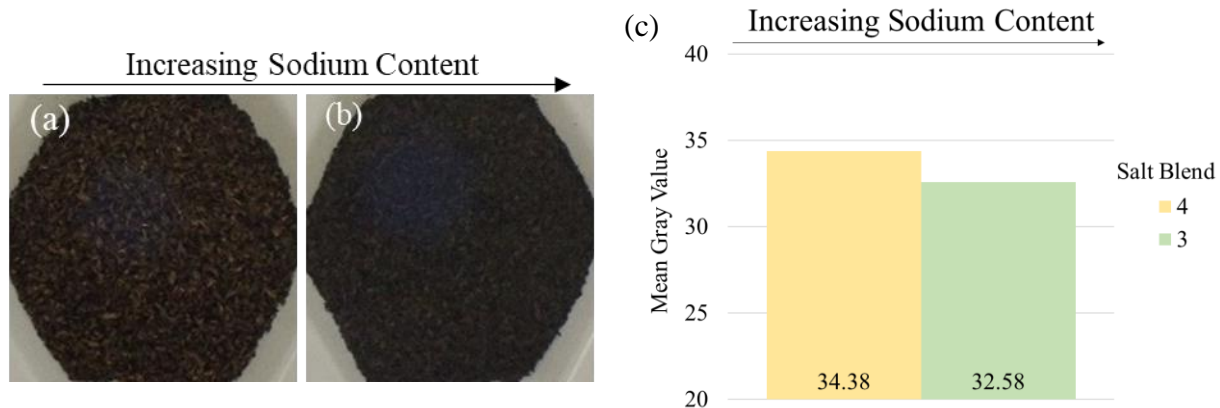 Increasing Sodium Content
(a)
(b)
(c)
Increasing Sodium Content
40
35
30
25
20
Mean Gray Value
34.38
32.58
Salt Blend
4
3